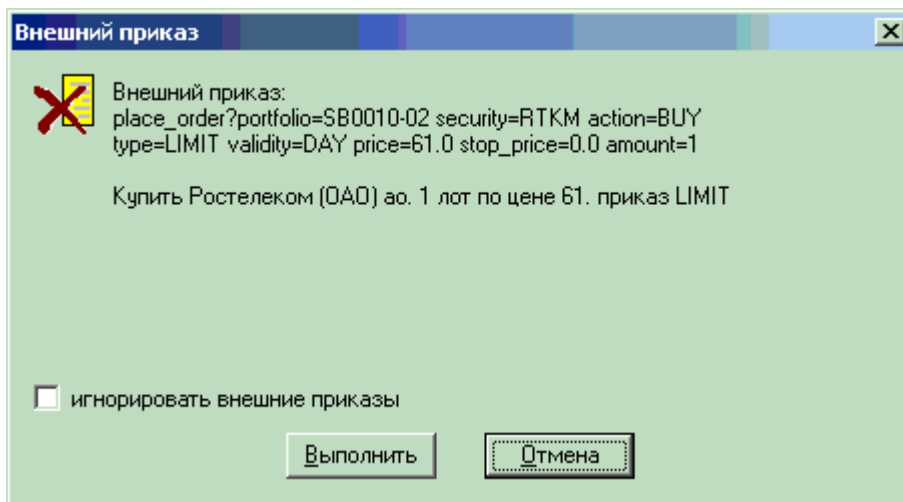 Внешний приказ
Внешний приказ:
place_order?portfolio=SB0010-02 security=RTKM action=BUY
type=LIMIT validity=DAY price=61.0 stop_price=0.0 amount=1
Купить Ростелеком (ОАО) ао. 1 лот по цене 61. приказ LIMIT
игнорировать внешние приказы
Выполнить
Отмена